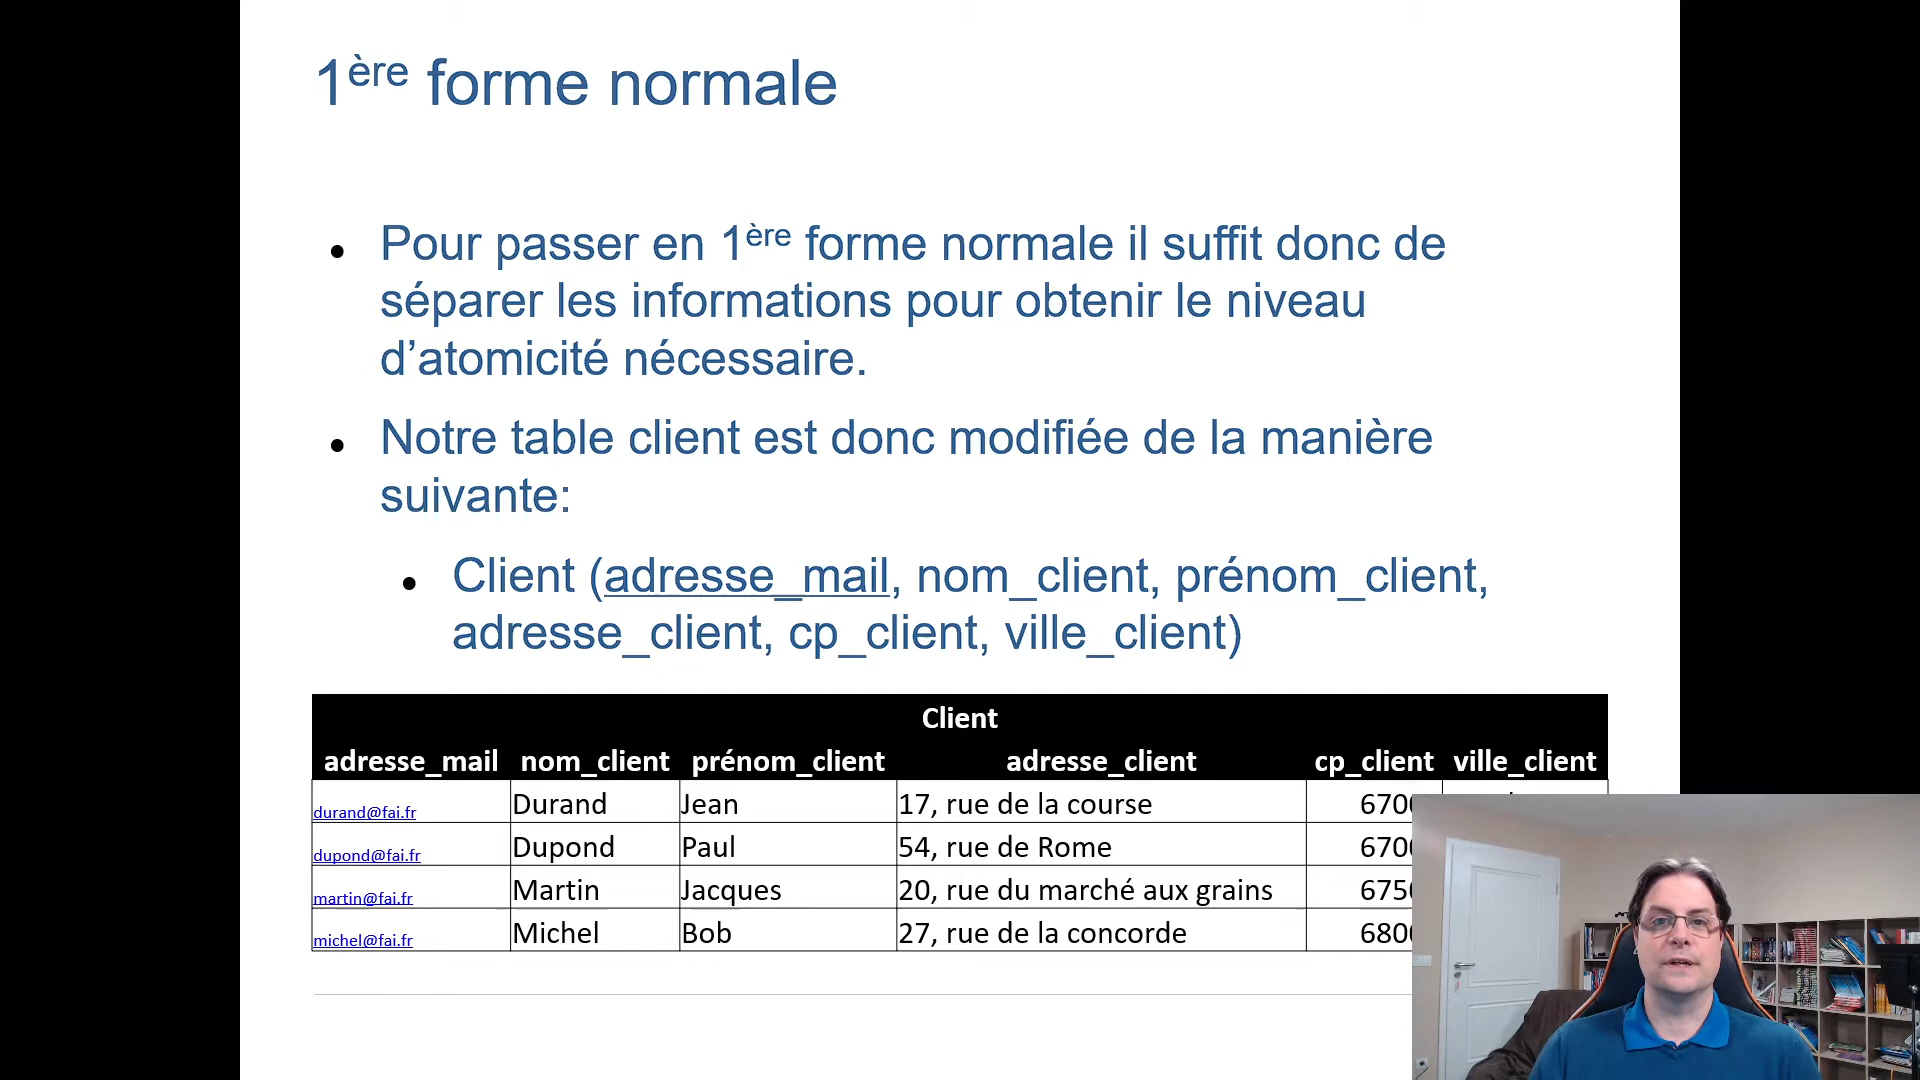 1ère forme normale
Pour passer en 1ère forme normale il suffit donc de
séparer les informations pour obtenir le niveau
d’atomicité nécessaire.
Notre table client est donc modifiée de la manière
suivante:
Client (adresse_mail, nom_client, prénom_client,
adresse_client, cp_client, ville_client)
Client
adresse_mail nom_client prénom_client adresse_client cp_client ville_client
durand@fai.fr Durand Jean 17, rue de la course
dupond@fai.fr Dupond Paul 54, rue de Rome
martin@fai.fr Martin Jacques 20, rue du marché aux grains
michel@fai.fr Michel Bob 27, rue de la concorde